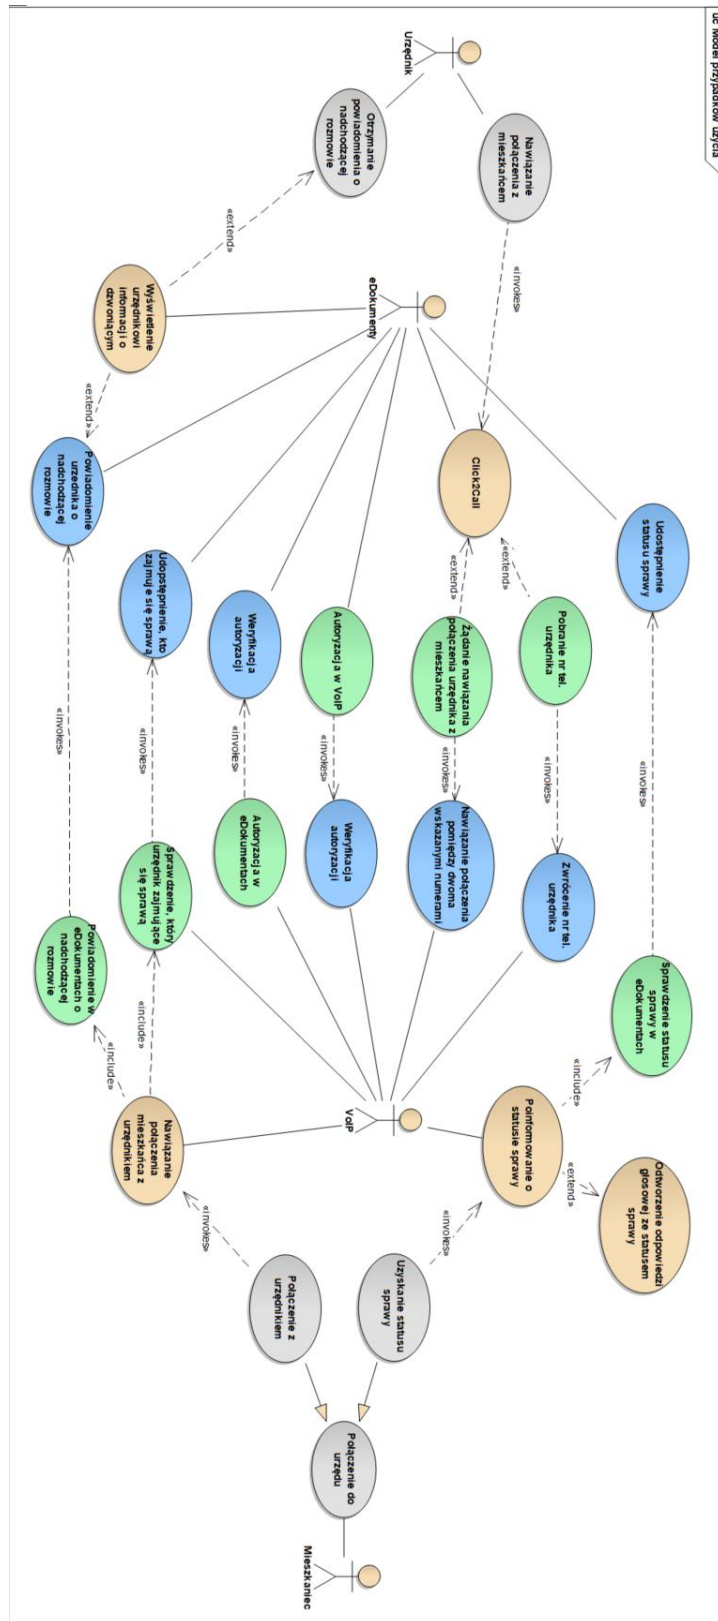 uc Model przypadków użycia
Udostępnienie
statusu sprawy
«invokes»
Sprawdzenie statusu
sprawy w
eDokumentach
«include»
Odtworzenie odpowiedzi
głosowej ze statusem
sprawy
«extend»
Nawiązanie
połączenia z
mieszkańcem
«invokes»
Pobranie nr tel.
urzędnika
«invokes»
Zwrócenie nr tel.
urzędnika
Poinformowanie o
statusie sprawy
«extend»
Click2Call
«extend»
Żądanie nawiązania
połączenia urzędnika z
mieszkańcem
«invokes»
Nawiązanie połączenia
pomiędzy dwoma
wskazanymi numerami
«invokes»
Urzędnik
eDokumenty
VoIP
Uzyskanie statusu
sprawy
Otrzymanie
powiadomienia o
nadchodzącej
rozmowie
Autoryzacja w VoIP
«invokes»
Weryfikacja
autoryzacji
Połączenie do
urzędu
Mieszkaniec
Weryfikacja
autoryzacji
«invokes»
Autoryzacja w
eDokumentach
Połączenie z
urzędnikiem
«extend»
«invokes»
Wyświetlenie
urzędnikowi
informacji o
dzwoniącym
Udopstępnienie, kto
zajmuje się sprawą
«invokes»
Sprawdzenie, który
urzędnik zajmujące
się sprawą
«include»
Nawiązanie
połączenia
mieszkańca z
urzędnikiem
«extend»
Powiadomienie
urzednika o
nadchodzącej
rozmowie
«invokes»
Powiadomienie w
eDokumentach o
nadchodzącej
rozmowie
«include»